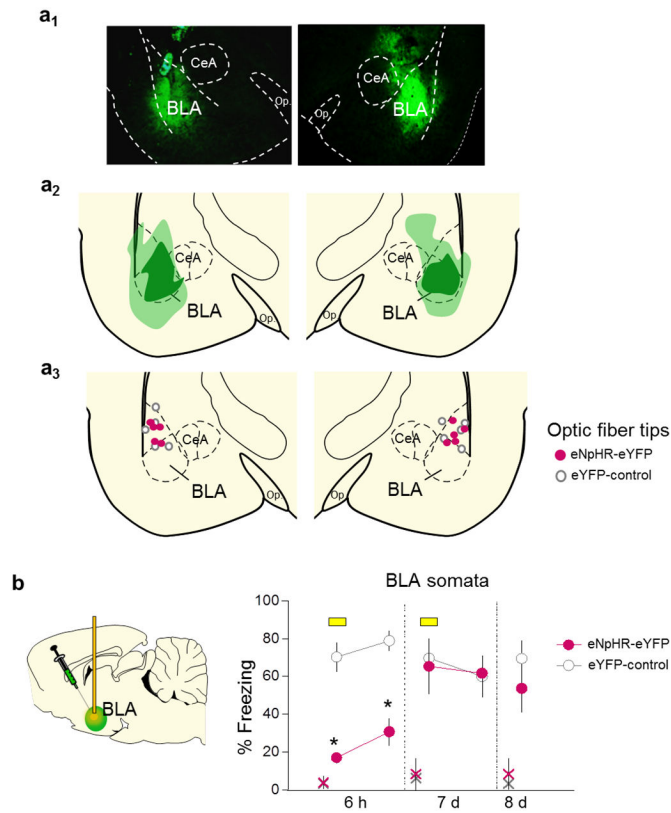 a1
CeA
BLA
Op.
CeA
BLA
Op.
a2
CeA
BLA
Op.
CeA
BLA
Op.
a3
CeA
BLA
Op.
CeA
BLA
Op.
Optic fiber tips
eNpHR-eYFP
eYFP-control
b
BLA
BLA somata
% Freezing
100
80
60
40
20
0
*
*
6 h
7 d
8 d
eNpHR-eYFP
eYFP-control